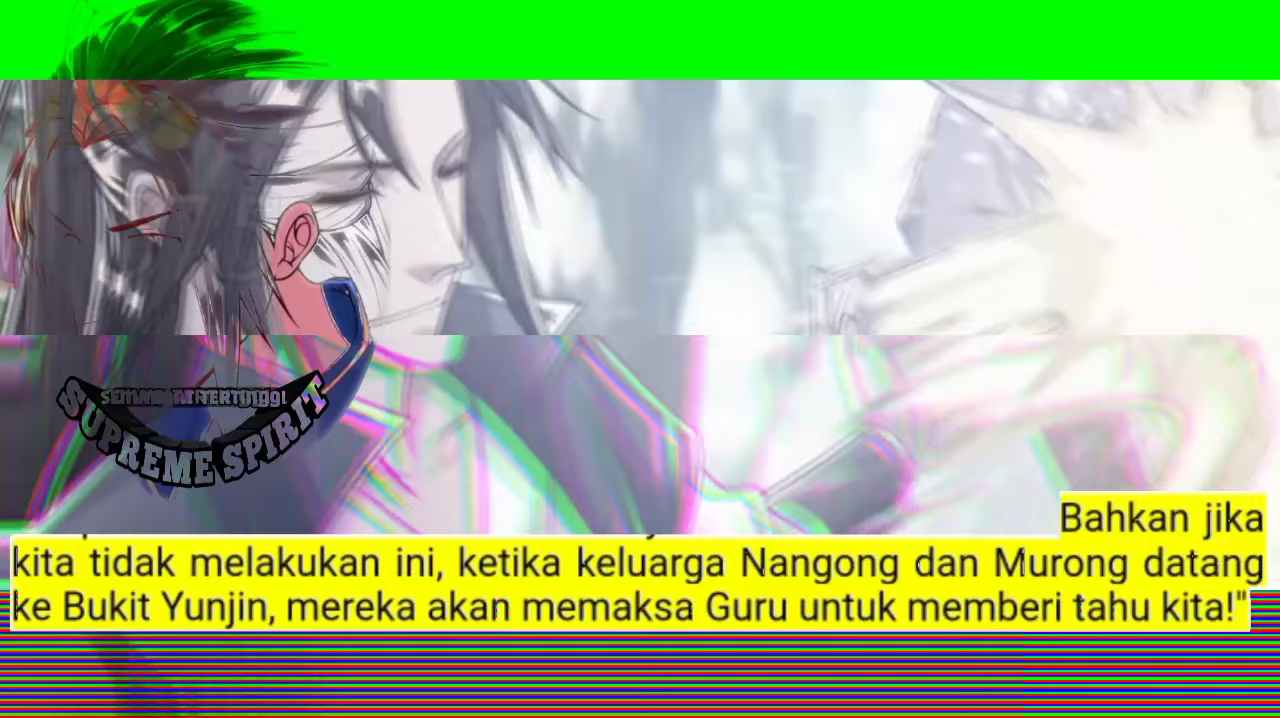 SUPREME SPIRIT
Bahkan jika
kita tidak melakukan ini, ketika keluarga Nangong dan Murong datang
ke Bukit Yunjin, mereka akan memaksa Guru untuk memberi tahu kita!"